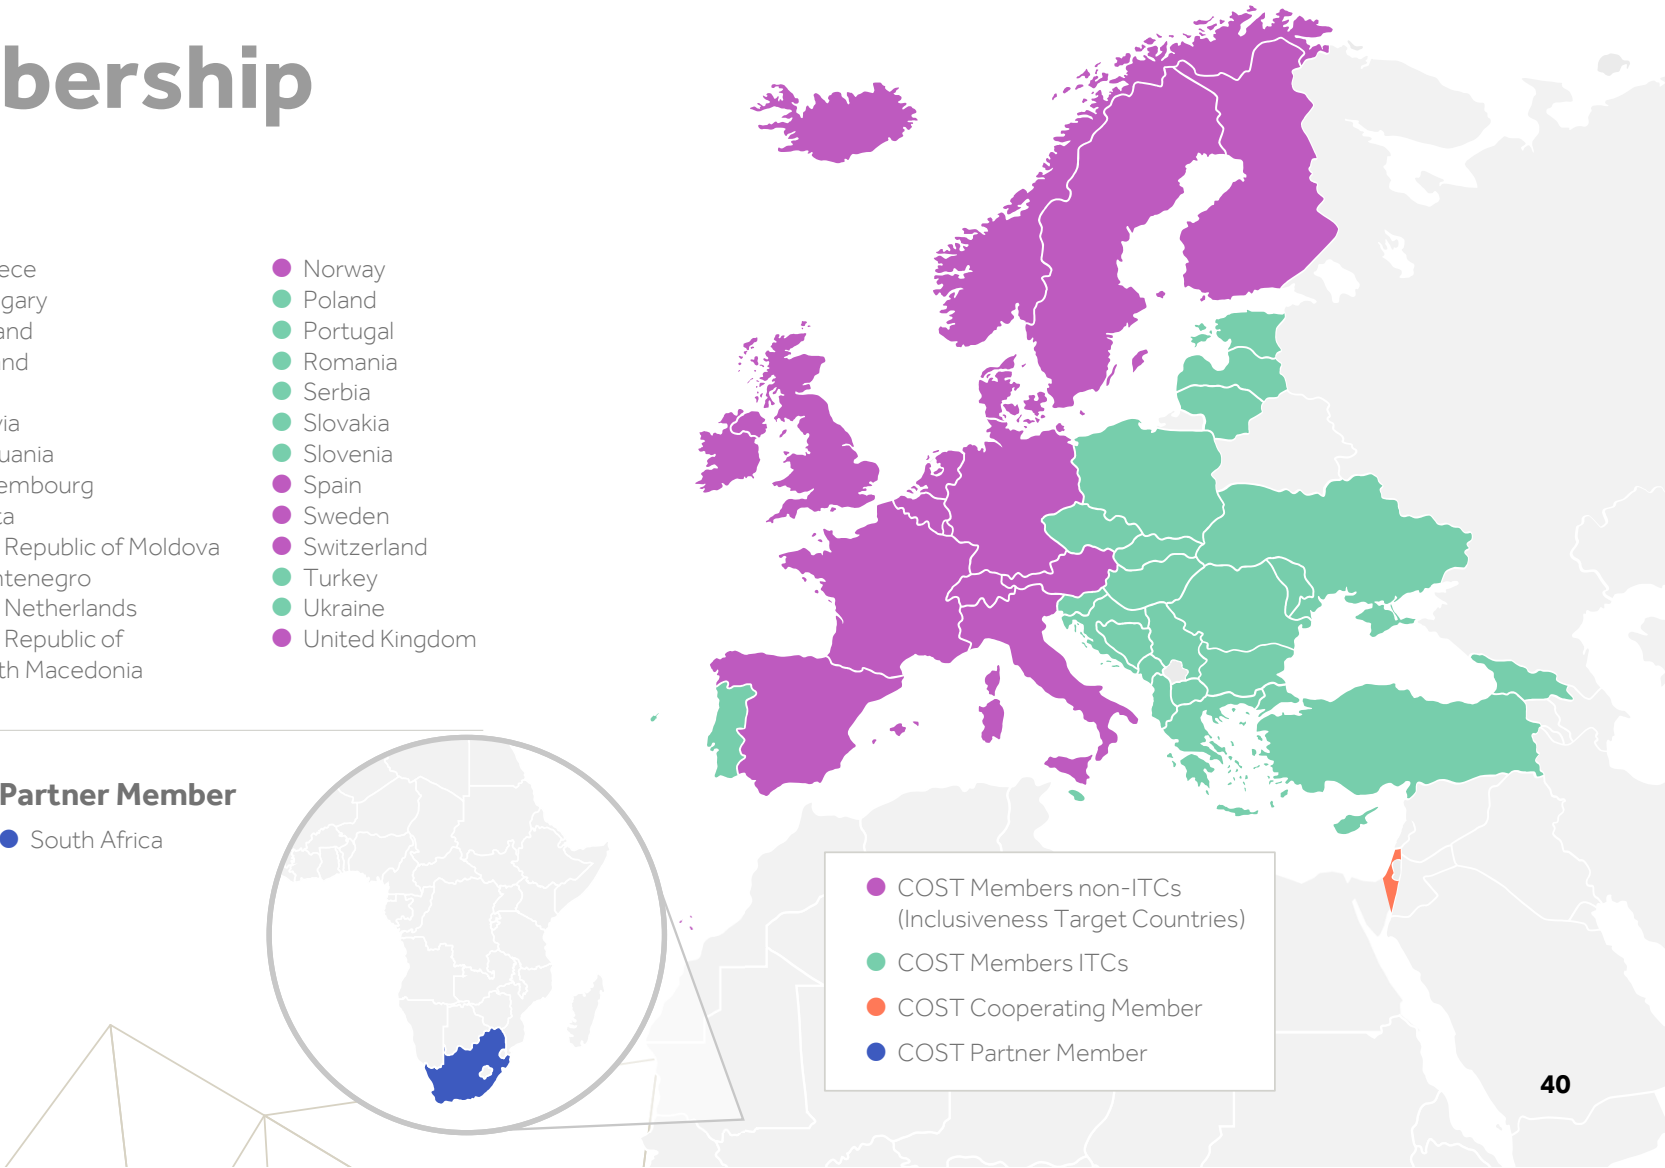 bership
ece
gary
and
nd
via
uania
embourg
ta
Republic of Moldova
ntenegro
Netherlands
Republic of
th Macedonia
Norway
Poland
Portugal
Romania
Serbia
Slovakia
Slovenia
Spain
Sweden
Switzerland
Turkey
Ukraine
United Kingdom
Partner Member
South Africa
COST Members non-ITCs
(Inclusiveness Target Countries)
COST Members ITCs
COST Cooperating Member
COST Partner Member
40